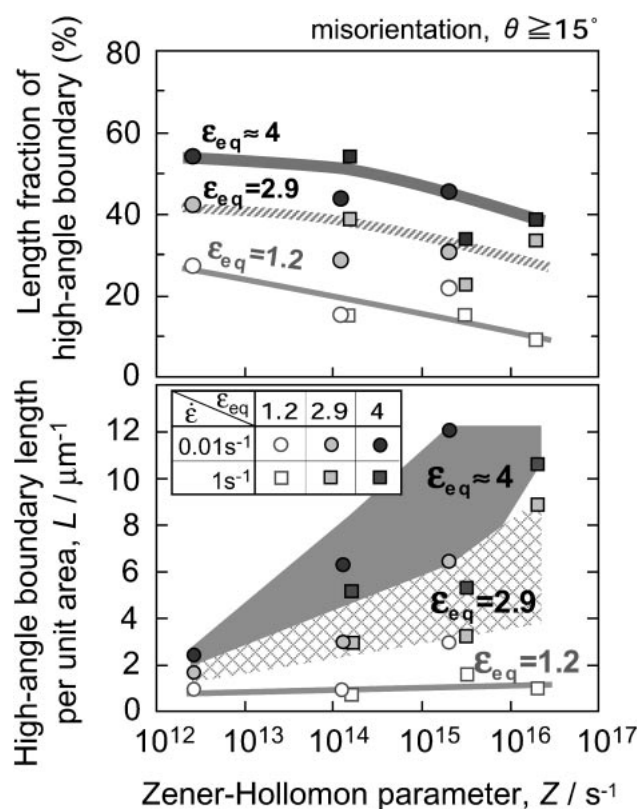 misorientation, θ ≧ 15°
Length fraction of
high-angle boundary (%)
80
60
40
20
0
εeq ≈ 4
εeq=2.9
εeq=1.2
High-angle boundary length
per unit area, L / μm⁻¹
12
10
8
6
4
2
0
ε̇ εeq 1.2 2.9 4
0.01s⁻¹
1s⁻¹
εeq ≈ 4
εeq=2.9
εeq=1.2
10¹² 10¹³ 10¹⁴ 10¹⁵ 10¹⁶ 10¹⁷
Zener-Hollomon parameter, Z / s⁻¹